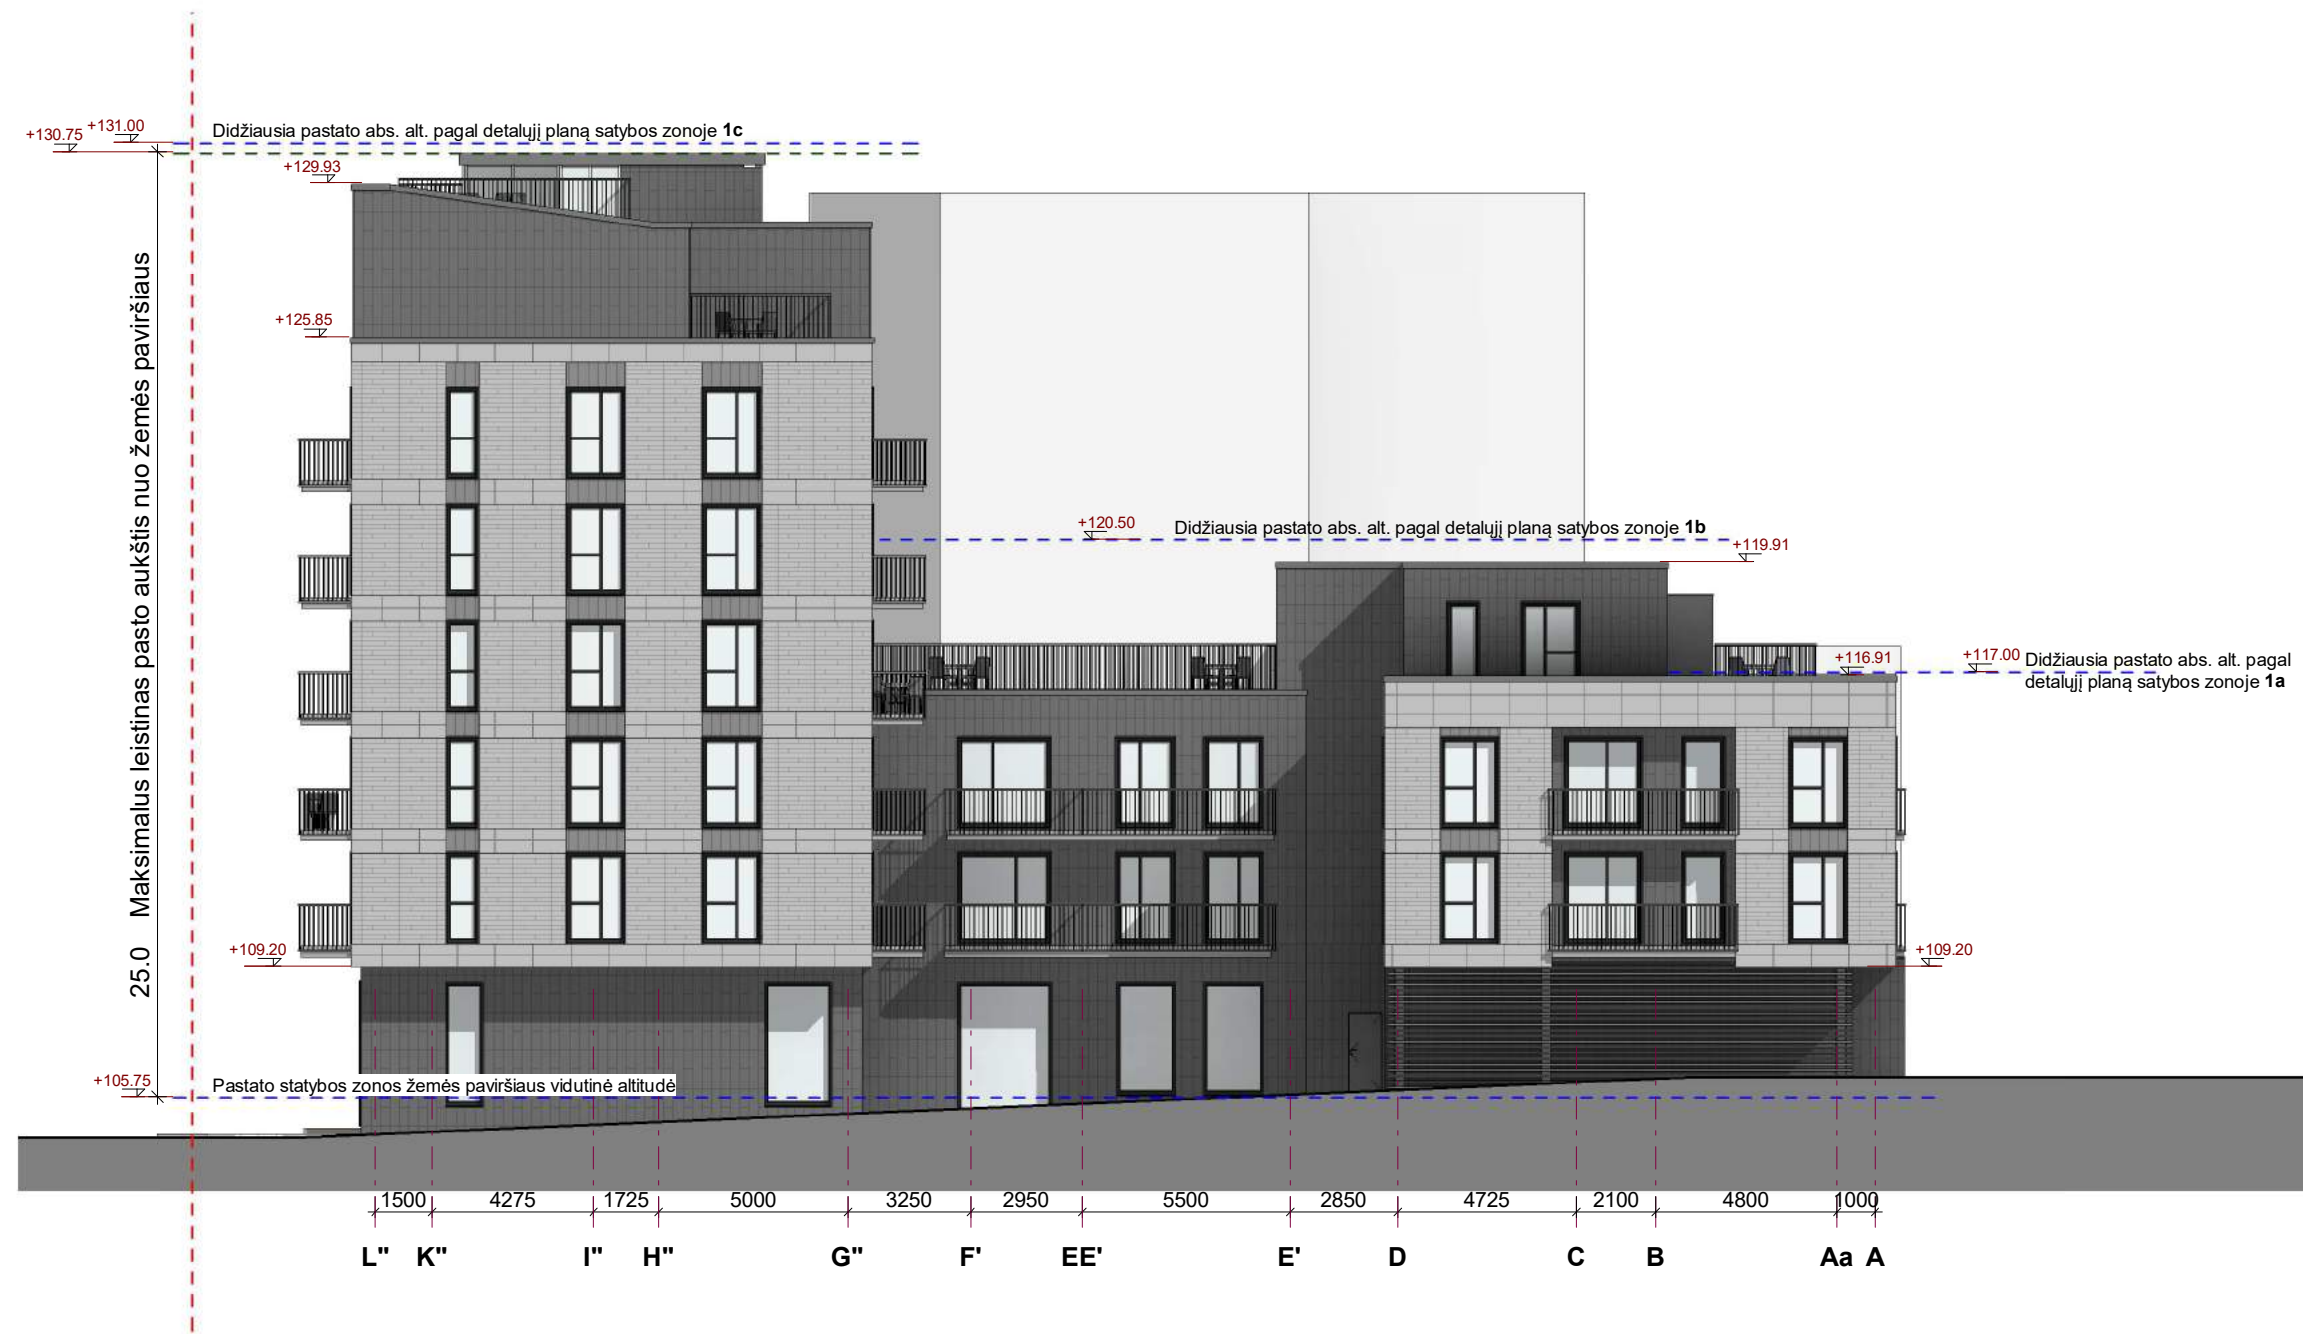 +130.75
+131.00
Didžiausia pastato abs. alt. pagal detalųjį planą satybos zonoje 1c
+129.93
+125.85
25.0 Maksimalus leistinas pasto aukštis nuo žemės paviršiaus
+120.50
Didžiausia pastato abs. alt. pagal detalųjį planą satybos zonoje 1b
+119.91
+116.91
+117.00
Didžiausia pastato abs. alt. pagal
detalųjį planą satybos zonoje 1a
+109.20
+109.20
+105.75
Pastato statybos zonos žemės paviršiaus vidutinė altitudė
1500 4275 1725 5000 3250 2950 5500 2850 4725 2100 4800 1000
L" K" I" H" G" F' EE' E' D C B Aa A